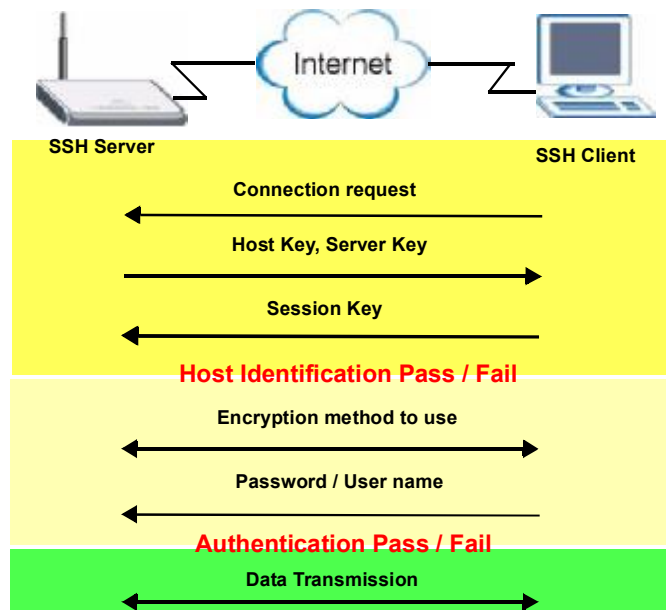 Internet
SSH Server
SSH Client
Connection request
Host Key, Server Key
Session Key
Host Identification Pass / Fail
Encryption method to use
Password / User name
Authentication Pass / Fail
Data Transmission